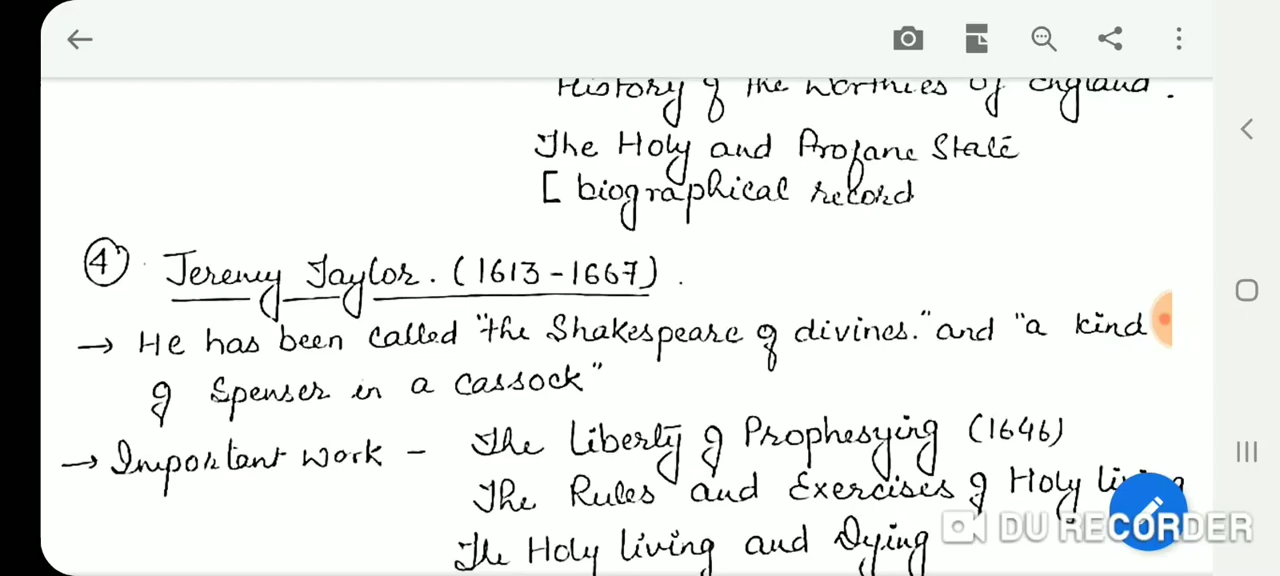 History of the Worthies of England.
The Holy and Profane State
[ biographical record
4 Jeremy Taylor. (1613-1667).
→ He has been called "the Shakespeare of divines." and "a kind
of Spenser in a cassock"
→ Important work - The Liberty of Prophesying (1646)
The Rules and Exercises of Holy living
The Holy living and Dying
DU RECORDER